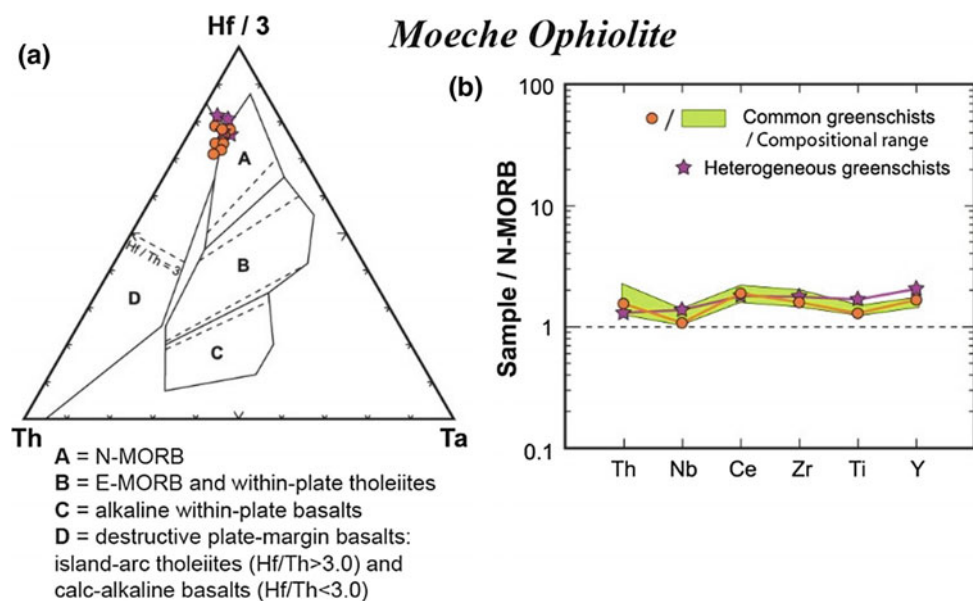 Moeche Ophiolite
(a)
Hf / 3
A
B
C
D
Hf / Th = 3
Th
Ta
A = N-MORB
B = E-MORB and within-plate tholeiites
C = alkaline within-plate basalts
D = destructive plate-margin basalts:
island-arc tholeiites (Hf/Th>3.0) and
calc-alkaline basalts (Hf/Th<3.0)
(b)
Sample / N-MORB
100
10
1
0.1
/ Common greenschists
/ Compositional range
Heterogeneous greenschists
Th Nb Ce Zr Ti Y